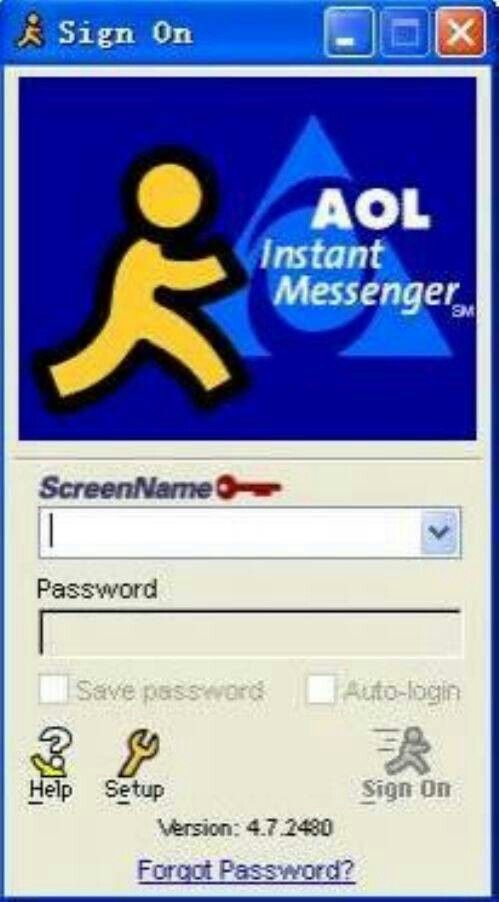 Sign On
AOL
Instant
Messenger SM
ScreenName
Password
Save password Auto-login
Help Setup Sign On
Version: 4.7.2480
Forgot Password?